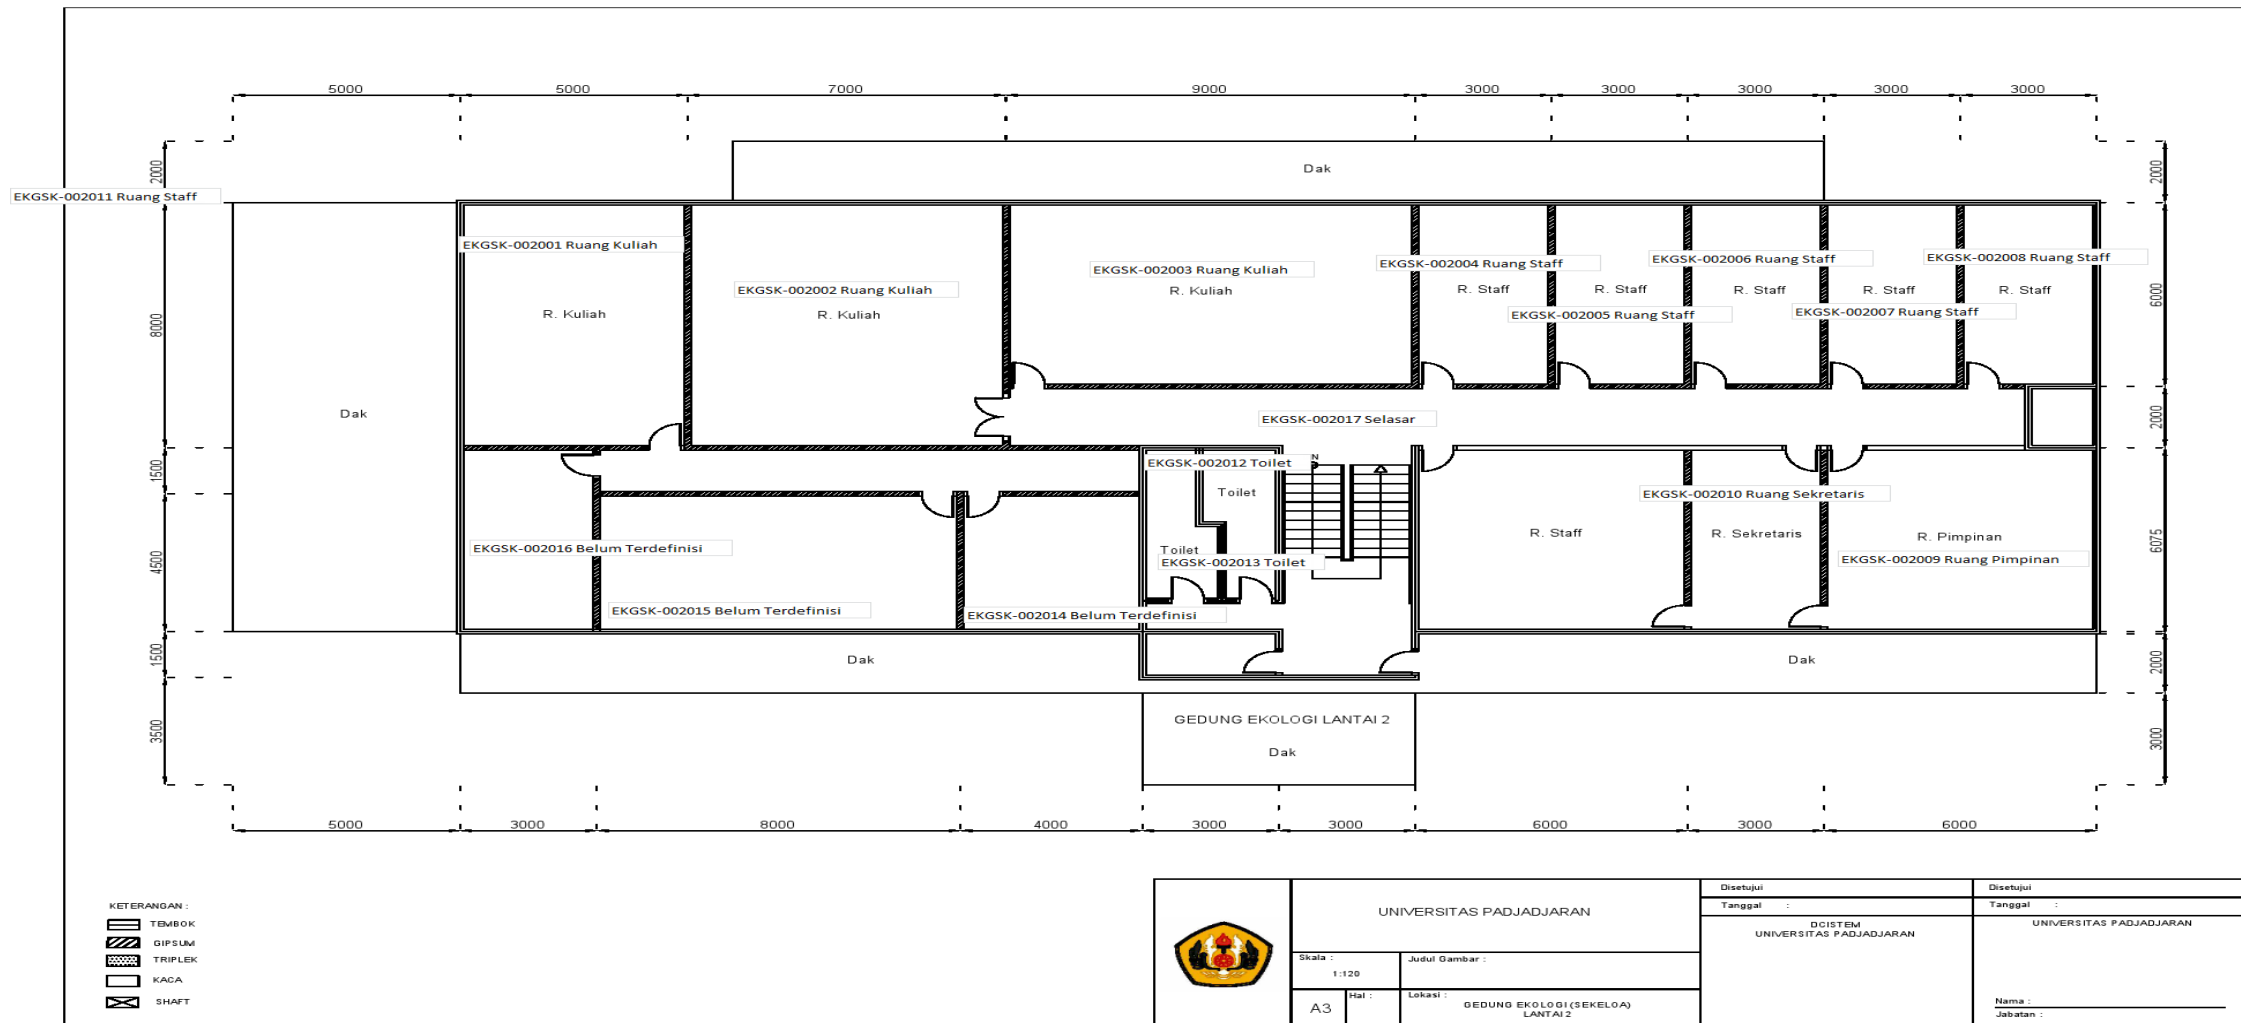 5000 5000 7000 9000 3000 3000 3000 3000 3000
2000
Dak
2000
EKGSK-002011 Ruang Staff
EKGSK-002001 Ruang Kuliah
EKGSK-002002 Ruang Kuliah
EKGSK-002003 Ruang Kuliah
EKGSK-002004 Ruang Staff
EKGSK-002006 Ruang Staff
EKGSK-002008 Ruang Staff
R. Kuliah
R. Kuliah
R. Kuliah
R. Staff
R. Staff
R. Staff
R. Staff
R. Staff
EKGSK-002005 Ruang Staff
EKGSK-002007 Ruang Staff
8000
6000
Dak
EKGSK-002017 Selasar
2000
1500
EKGSK-002012 Toilet
N
Toilet
EKGSK-002010 Ruang Sekretaris
4500
EKGSK-002016 Belum Terdefinisi
Toilet
EKGSK-002013 Toilet
R. Staff
R. Sekretaris
R. Pimpinan
EKGSK-002009 Ruang Pimpinan
6075
EKGSK-002015 Belum Terdefinisi
EKGSK-002014 Belum Terdefinisi
1500
Dak
Dak
2000
3500
GEDUNG EKOLOGI LANTAI 2
Dak
3000
5000 3000 8000 4000 3000 3000 6000 3000 6000
KETERANGAN :
TEMBOK
GIPSUM
TRIPLEK
KACA
SHAFT
UNIVERSITAS PADJADJARAN
Skala :
1:120
Judul Gambar :
A3
Hal :
Lokasi :
GEDUNG EKOLOGI (SEKELOA)
LANTAI 2
Disetujui
Tanggal :
DCISTEM
UNIVERSITAS PADJADJARAN
Disetujui
Tanggal :
UNIVERSITAS PADJADJARAN
Nama :
Jabatan :